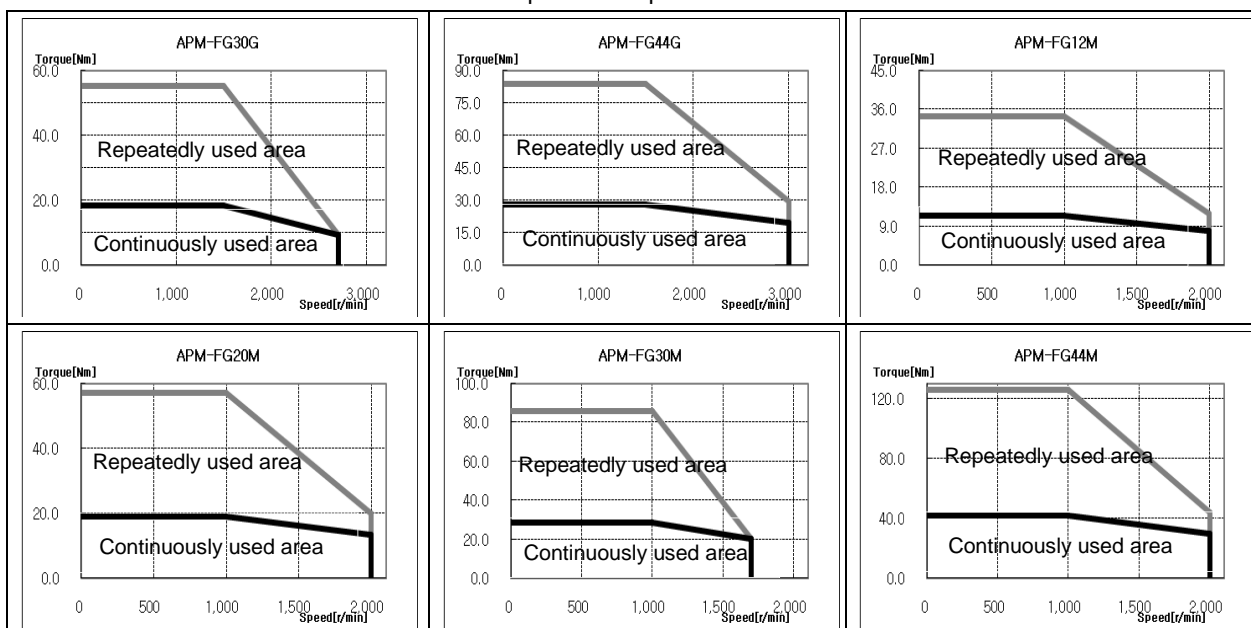 APM-FG30G
Torque[Nm]
60.0
40.0
20.0
0.0
Repeatedly used area
Continuously used area
0 1,000 2,000 3,000
Speed[r/min]
APM-FG44G
Torque[Nm]
90.0
75.0
60.0
45.0
30.0
15.0
0.0
Repeatedly used area
Continuously used area
0 1,000 2,000 3,000
Speed[r/min]
APM-FG12M
Torque[Nm]
45.0
36.0
27.0
18.0
9.0
0.0
Repeatedly used area
Continuously used area
0 500 1,000 1,500 2,000
Speed[r/min]
APM-FG20M
Torque[Nm]
60.0
40.0
20.0
0.0
Repeatedly used area
Continuously used area
0 500 1,000 1,500 2,000
Speed[r/min]
APM-FG30M
Torque[Nm]
100.0
80.0
60.0
40.0
20.0
0.0
Repeatedly used area
Continuously used area
0 500 1,000 1,500 2,000
Speed[r/min]
APM-FG44M
Torque[Nm]
120.0
80.0
40.0
0.0
Repeatedly used area
Continuously used area
0 500 1,000 1,500 2,000
Speed[r/min]